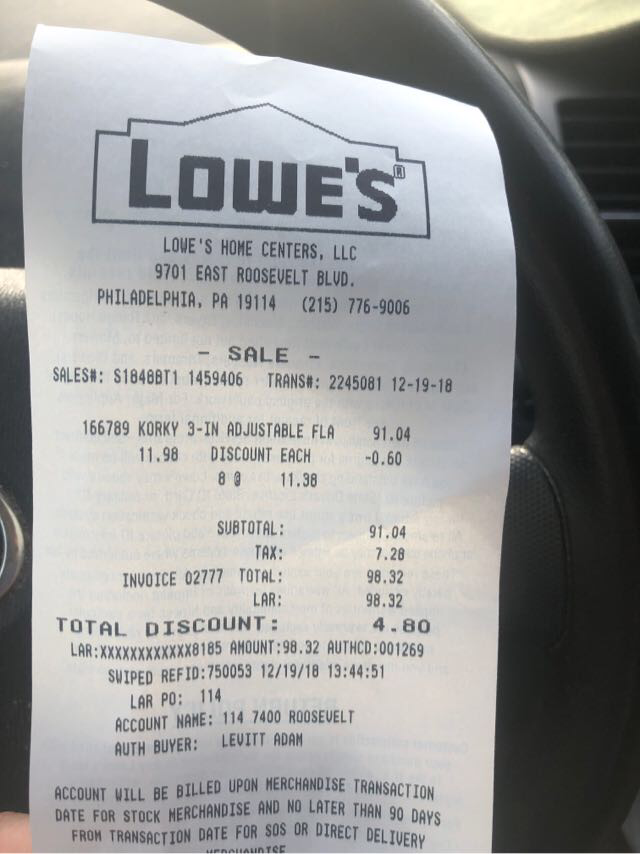 LOWE'S®
LOWE'S HOME CENTERS, LLC
9701 EAST ROOSEVELT BLVD.
PHILADELPHIA, PA 19114 (215) 776-9006
- SALE -
SALES#: S1848BT1 1459406 TRANS#: 2245081 12-19-18
166789 KORKY 3-IN ADJUSTABLE FLA 91.04
11.98 DISCOUNT EACH -0.60
8 @ 11.38
SUBTOTAL: 91.04
TAX: 7.28
INVOICE 02777 TOTAL: 98.32
LAR: 98.32
TOTAL DISCOUNT: 4.80
LAR:XXXXXXXXXXXX8185 AMOUNT:98.32 AUTHCD:001269
SWIPED REFID:750053 12/19/18 13:44:51
LAR PO: 114
ACCOUNT NAME: 114 7400 ROOSEVELT
AUTH BUYER: LEVITT ADAM
ACCOUNT WILL BE BILLED UPON MERCHANDISE TRANSACTION
DATE FOR STOCK MERCHANDISE AND NO LATER THAN 90 DAYS
FROM TRANSACTION DATE FOR SOS OR DIRECT DELIVERY
MERCHANDISE